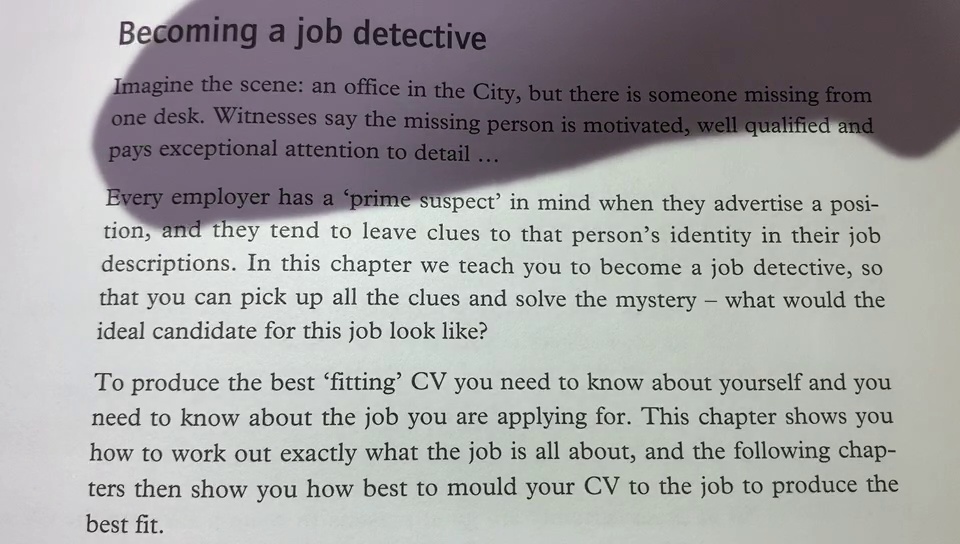 Becoming a job detective
Imagine the scene: an office in the City, but there is someone missing from
one desk. Witnesses say the missing person is motivated, well qualified and
pays exceptional attention to detail ...
Every employer has a ‘prime suspect’ in mind when they advertise a posi-
tion, and they tend to leave clues to that person’s identity in their job
descriptions. In this chapter we teach you to become a job detective, so
that you can pick up all the clues and solve the mystery – what would the
ideal candidate for this job look like?
To produce the best ‘fitting’ CV you need to know about yourself and you
need to know about the job you are applying for. This chapter shows you
how to work out exactly what the job is all about, and the following chap-
ters then show you how best to mould your CV to the job to produce the
best fit.